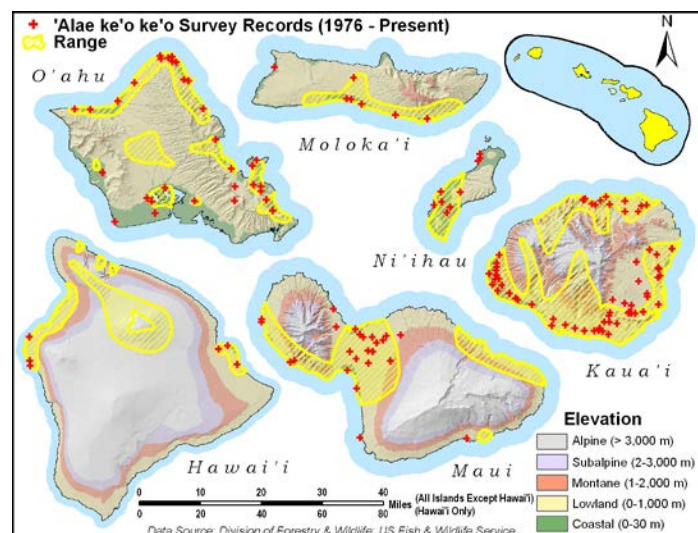 'Alae ke'o ke'o Survey Records (1976 - Present)
Range
N
O'ahu
Moloka'i
Ni'ihau
Kaua'i
Hawai'i
Maui
Elevation
Alpine (> 3,000 m)
Subalpine (2-3,000 m)
Montane (1-2,000 m)
Lowland (0-1,000 m)
Coastal (0-30 m)
0 5 10 20 30 40
Miles (All Islands Except Hawai'i)
(Hawai'i Only)
0 20 40 60 80
Data Source: Division of Forestry & Wildlife; US Fish & Wildlife Service